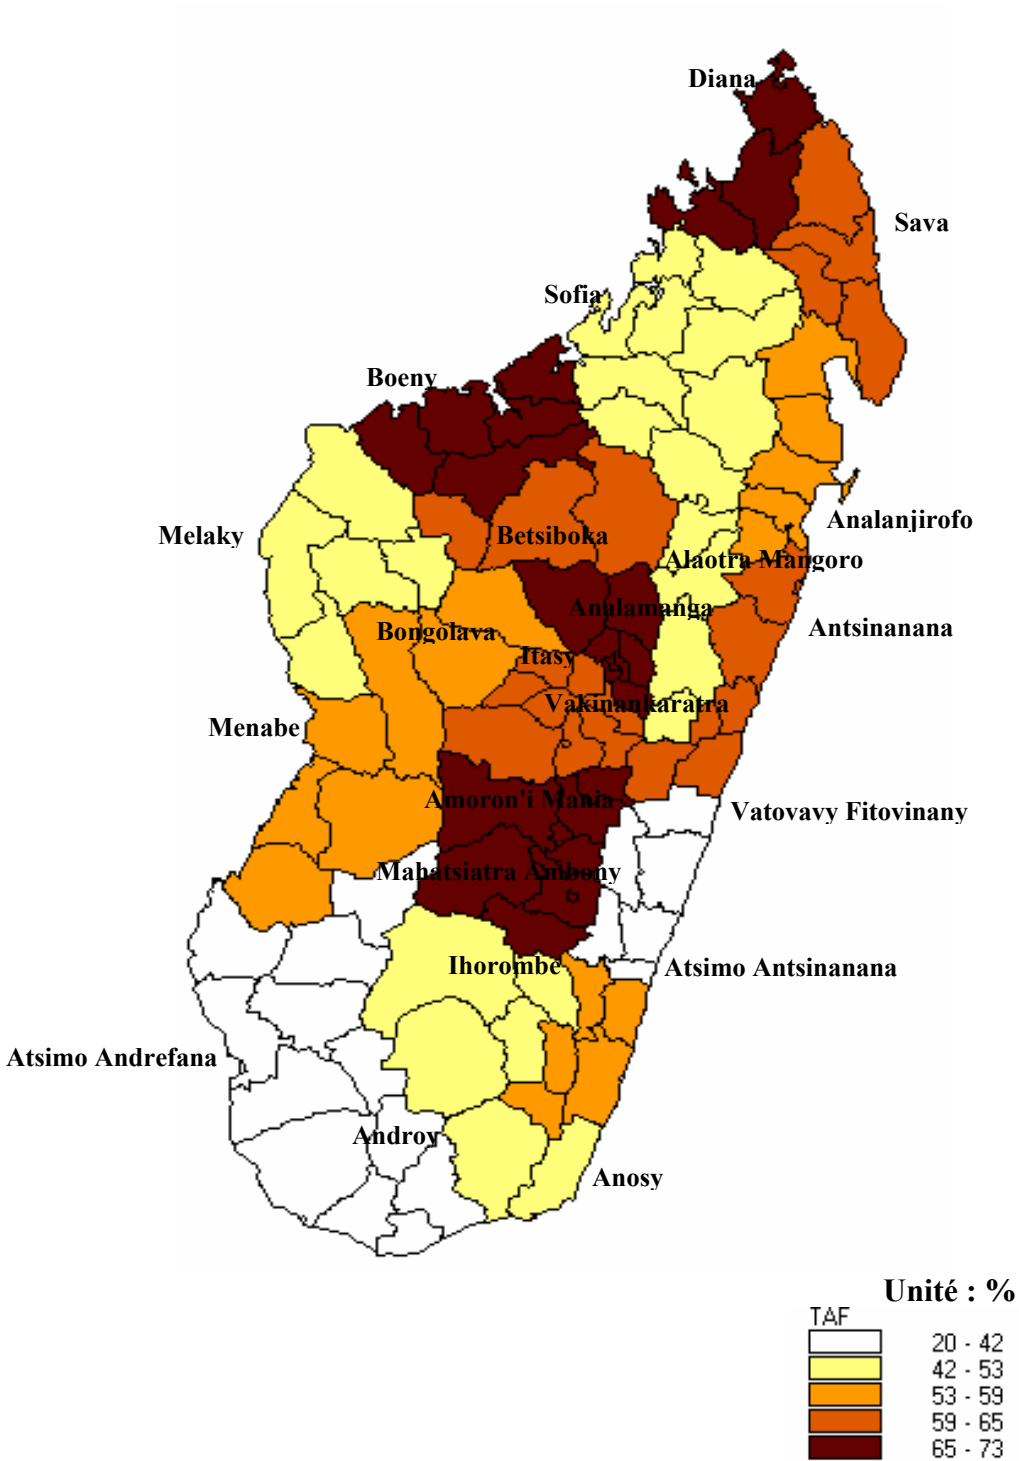 Diana
Sava
Sofia
Boeny
Analanjirofo
Melaky
Betsiboka
Alaotra Mangoro
Analamanga
Antsinanana
Bongolava
Itasy
Vakinankaratra
Menabe
Amoron'i Mania
Vatovavy Fitovinany
Mahatsiatra Ambony
Ihorombe
Atsimo Antsinanana
Atsimo Andrefana
Androy
Anosy
Unité : %
TAF
20 - 42
42 - 53
53 - 59
59 - 65
65 - 73